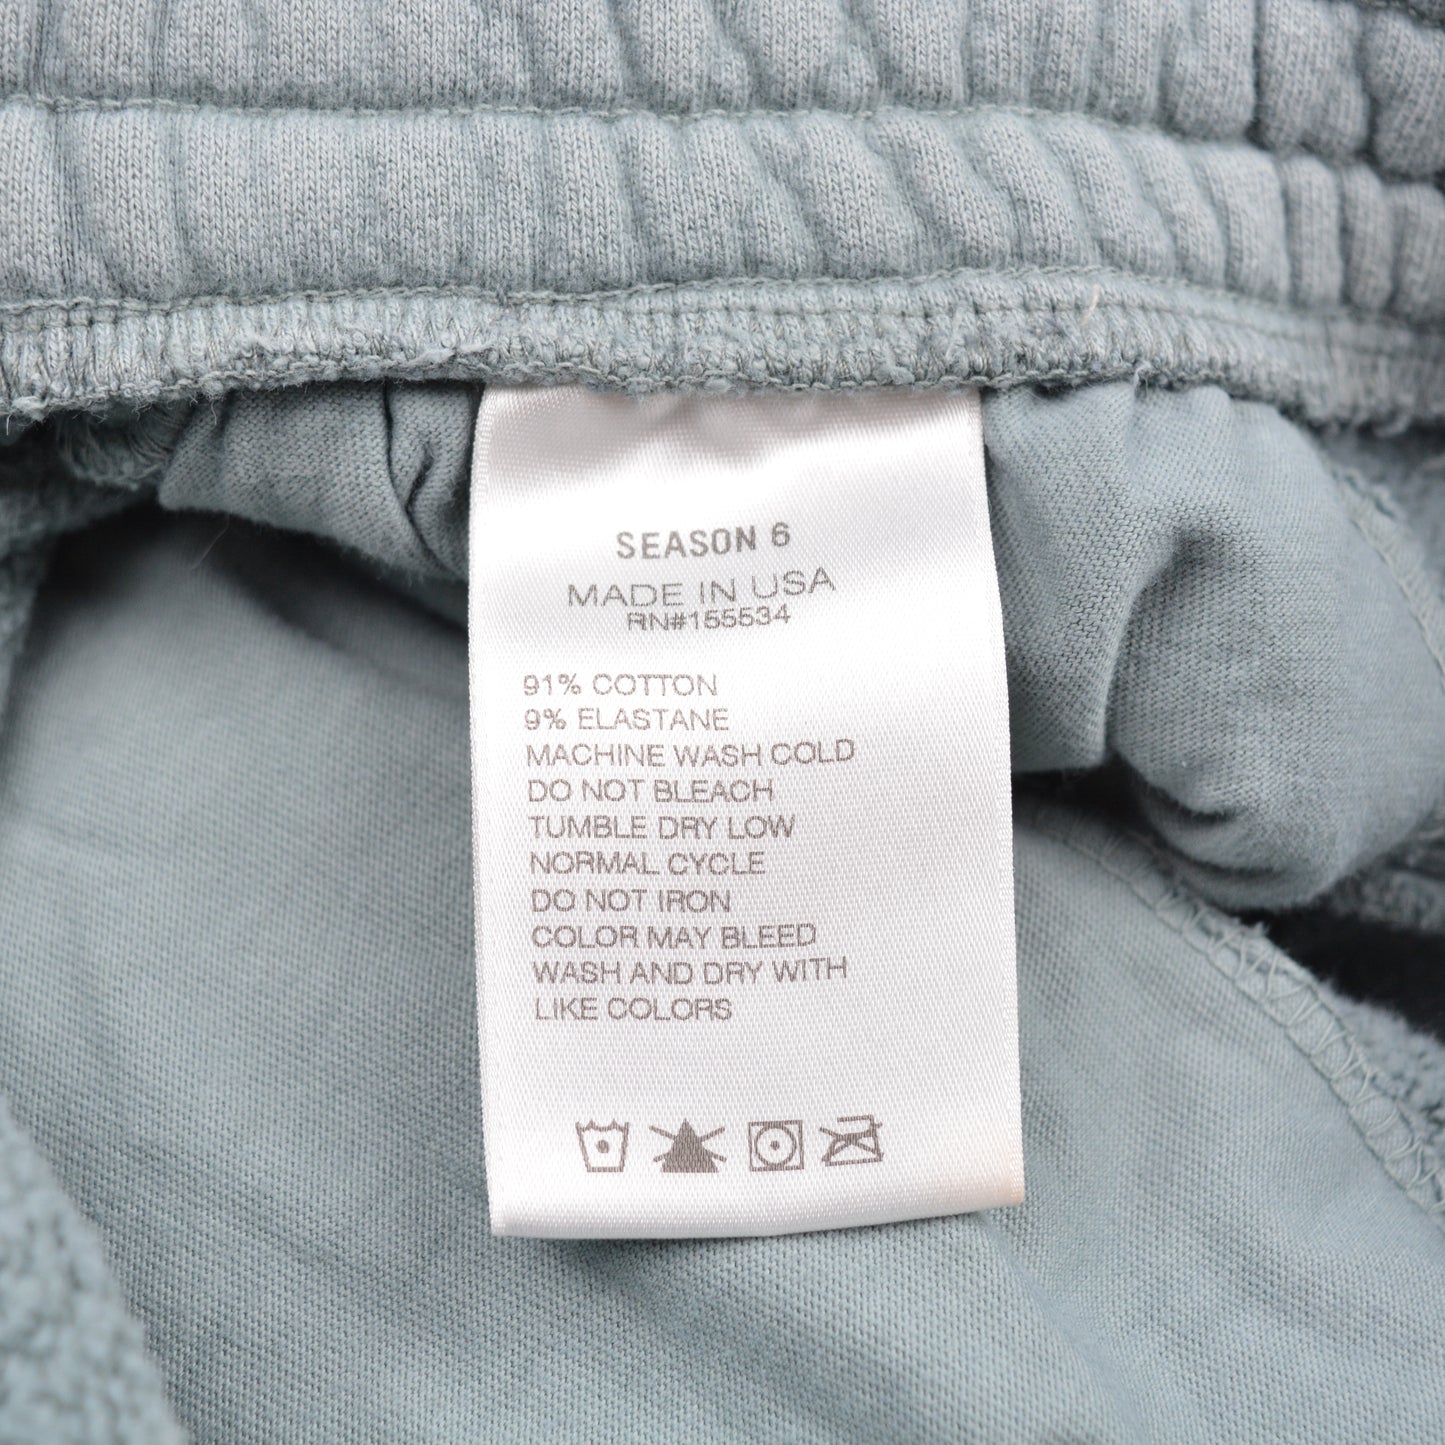 SEASON 6
MADE IN USA
RN#155534
91% COTTON
9% ELASTANE
MACHINE WASH COLD
DO NOT BLEACH
TUMBLE DRY LOW
NORMAL CYCLE
DO NOT IRON
COLOR MAY BLEED
WASH AND DRY WITH
LIKE COLORS